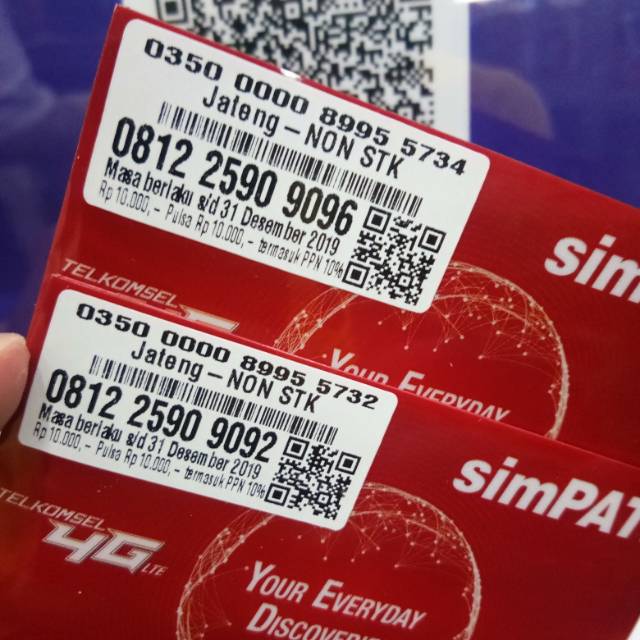 0350 0000 8995 5734
Jateng – NON STK
0812 2590 9096
Masa berlaku s/d 31 Desember 2019
Rp 10.000,- Pulsa Rp 10.000,- termasuk PPN 10%
sim
TELKOMSEL
YOUR EVERYDAY
0350 0000 8995 5732
Jateng – NON STK
0812 2590 9092
Masa berlaku s/d 31 Desember 2019
Rp 10.000,- Pulsa Rp 10.000,- termasuk PPN 10%
simPAT
TELKOMSEL
4G LTE
YOUR EVERYDAY
DISCOVERIE